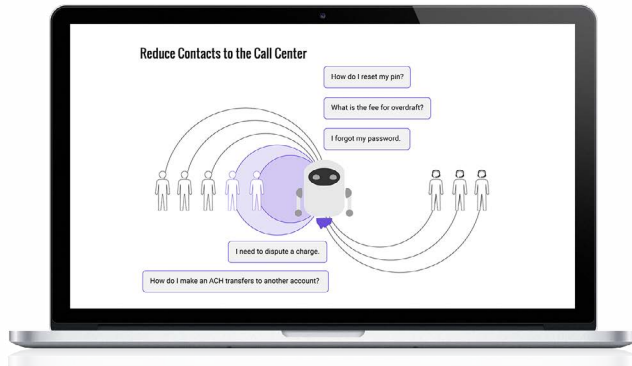 Reduce Contacts to the Call Center
How do I reset my pin?
What is the fee for overdraft?
I forgot my password.
I need to dispute a charge.
How do I make an ACH transfers to another account?